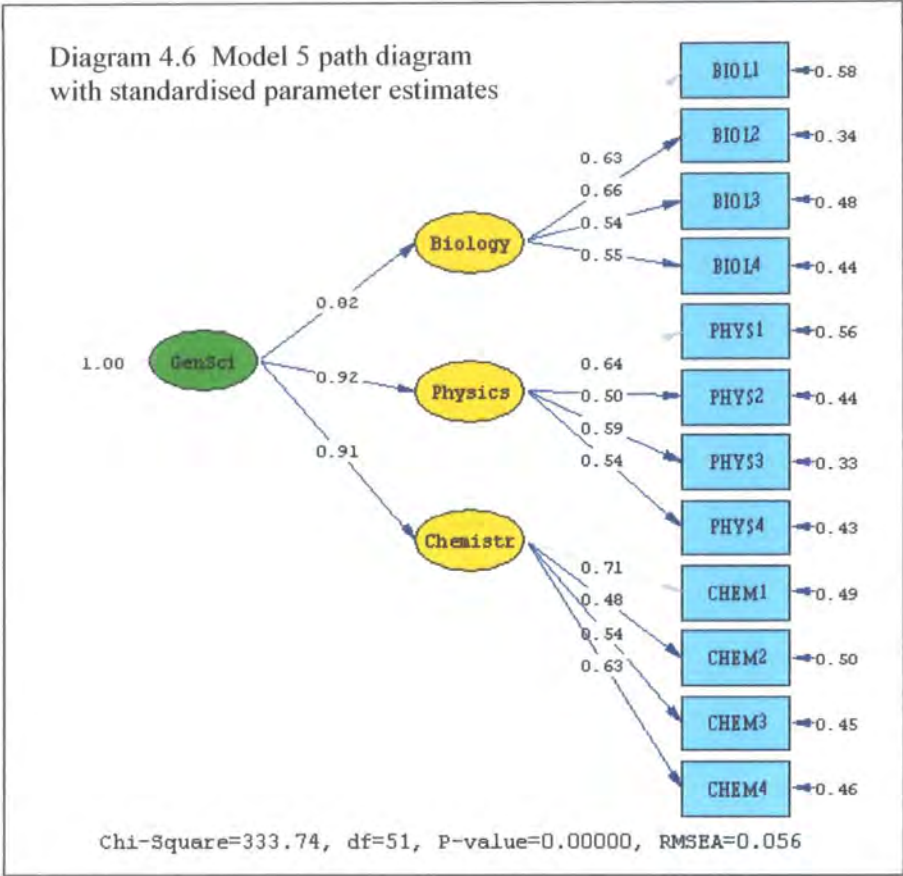 Diagram 4.6 Model 5 path diagram
with standardised parameter estimates
BIOL1
0.58
BIOL2
0.34
0.63
BIOL3
0.48
0.66
0.54
Biology
0.55
BIOL4
0.44
0.82
PHYS1
0.56
1.00
GenSci
0.64
0.92
Physics
0.50
PHYS2
0.44
0.59
0.54
PHYS3
0.33
0.91
PHYS4
0.43
Chemistr
0.71
CHEM1
0.49
0.48
0.54
CHEM2
0.50
0.63
CHEM3
0.45
CHEM4
0.46
Chi-Square=333.74, df=51, P-value=0.00000, RMSEA=0.056